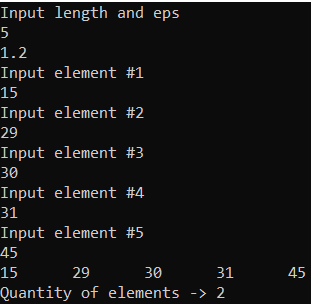 Input length and eps
5
1.2
Input element #1
15
Input element #2
29
Input element #3
30
Input element #4
31
Input element #5
45
15 29 30 31 45
Quantity of elements -> 2